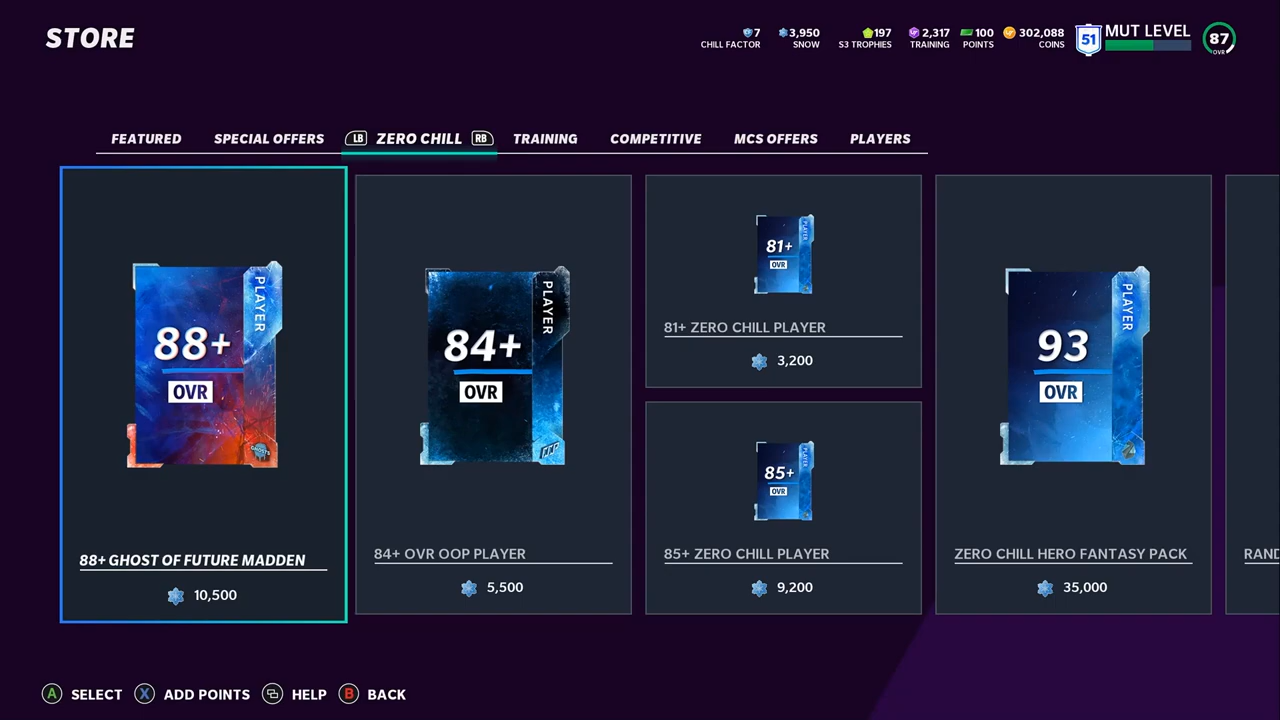 STORE
7
CHILL FACTOR
3,950
SNOW
197
S3 TROPHIES
2,317
TRAINING
100
POINTS
302,088
COINS
51
MUT LEVEL
87
OVR
FEATURED
SPECIAL OFFERS
LB
ZERO CHILL
RB
TRAINING
COMPETITIVE
MCS OFFERS
PLAYERS
PLAYER
88+
OVR
88+ GHOST OF FUTURE MADDEN
10,500
PLAYER
84+
OVR
84+ OVR OOP PLAYER
5,500
PLAYER
81+
OVR
81+ ZERO CHILL PLAYER
3,200
PLAYER
85+
OVR
85+ ZERO CHILL PLAYER
9,200
PLAYER
93
OVR
ZERO CHILL HERO FANTASY PACK
35,000
RAND
A SELECT X ADD POINTS HELP B BACK